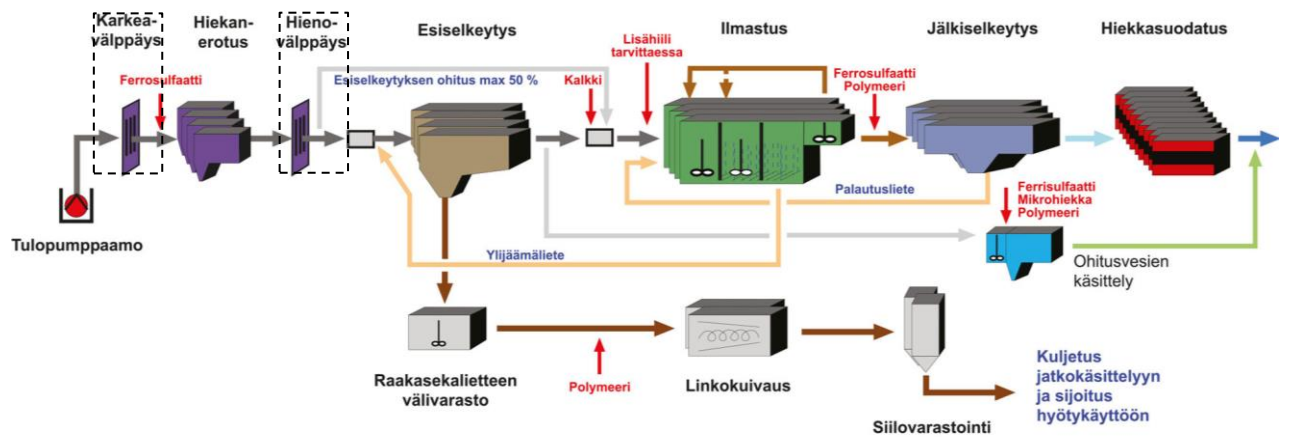 Karkea-
välppäys
Hiekan-
erotus
Hieno-
välppäys
Esiselkeytys
Lisähiili
tarvittaessa
Ilmastus
Jälkiselkeytys
Hiekkasuodatus
Ferrosulfaatti
Esiselkeytyksen ohitus max 50 %
Kalkki
Ferrosulfaatti
Polymeeri
Palautusliete
Ferrisulfaatti
Mikrohiekka
Polymeeri
Tulopumppaamo
Ylijäämäliete
Ohitusvesien
käsittely
Raakasekalietteen
välivarasto
Polymeeri
Linkokuivaus
Siilovarastointi
Kuljetus
jatkokäsittelyyn
ja sijoitus
hyötykäyttöön